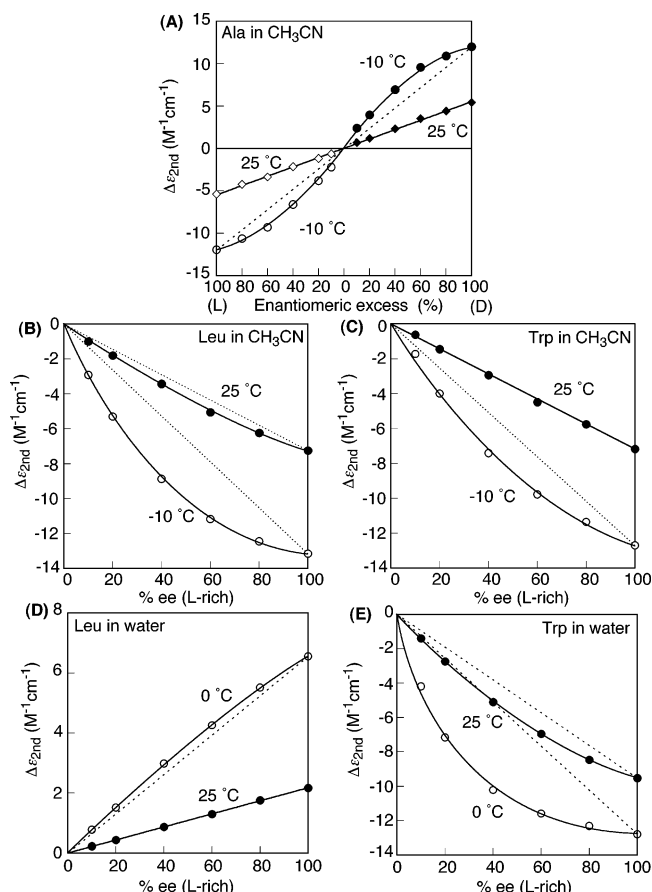 (A)
Ala in CH₃CN
15
10
5
0
-5
-10
-15
Δε₂ₙd (M⁻¹cm⁻¹)
-10 ˚C
25 ˚C
25 ˚C
-10 ˚C
100 80 60 40 20 0 20 40 60 80 100
(L) Enantiomeric excess (%) (D)
(B)
Leu in CH₃CN
0
-2
-4
-6
-8
-10
-12
-14
Δε₂ₙd (M⁻¹cm⁻¹)
25 ˚C
-10 ˚C
0 20 40 60 80 100
% ee (L-rich)
(C)
Trp in CH₃CN
0
-2
-4
-6
-8
-10
-12
-14
Δε₂ₙd (M⁻¹cm⁻¹)
25 ˚C
-10 ˚C
0 20 40 60 80 100
% ee (L-rich)
(D)
Leu in water
8
6
4
2
0
Δε₂ₙd (M⁻¹cm⁻¹)
0 ˚C
25 ˚C
0 20 40 60 80 100
% ee (L-rich)
(E)
Trp in water
0
-2
-4
-6
-8
-10
-12
-14
Δε₂ₙd (M⁻¹cm⁻¹)
25 ˚C
0 ˚C
0 20 40 60 80 100
% ee (L-rich)